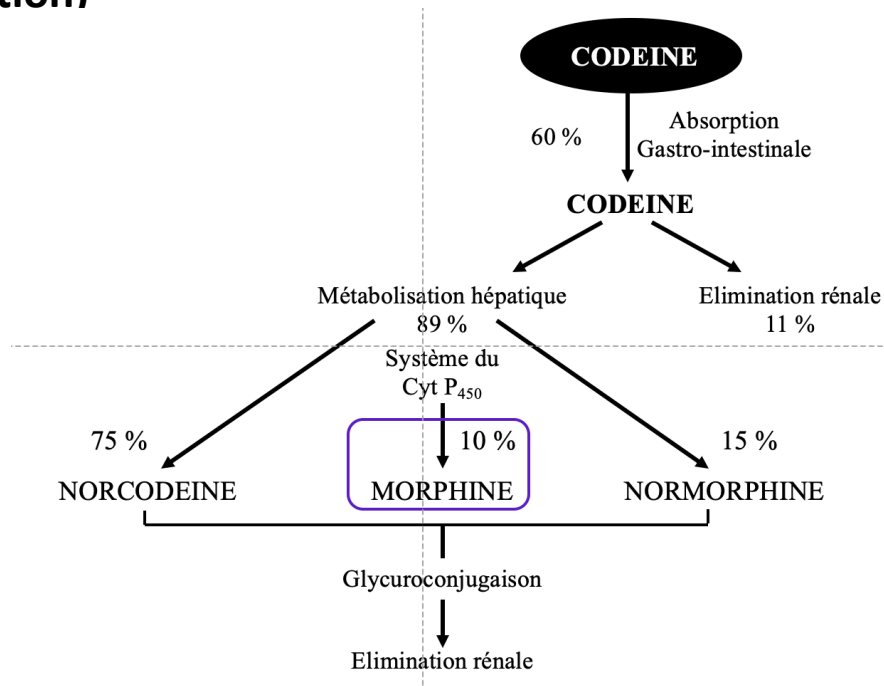 CODEINE
60 %
Absorption
Gastro-intestinale
CODEINE
Métabolisation hépatique
89 %
Elimination rénale
11 %
Système du
Cyt P450
75 %
10 %
15 %
NORCODEINE
MORPHINE
NORMORPHINE
Glycuroconjugaison
Elimination rénale